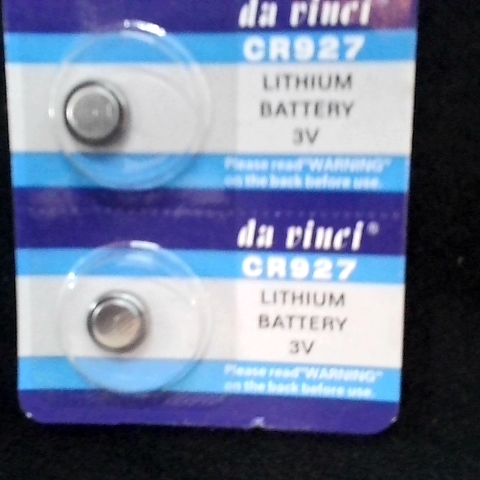 da vinci
CR927
LITHIUM
BATTERY
3V
Please read "WARNING"
on the back before use.
da vinci®
CR927
LITHIUM
BATTERY
3V
Please read "WARNING"
on the back before use.